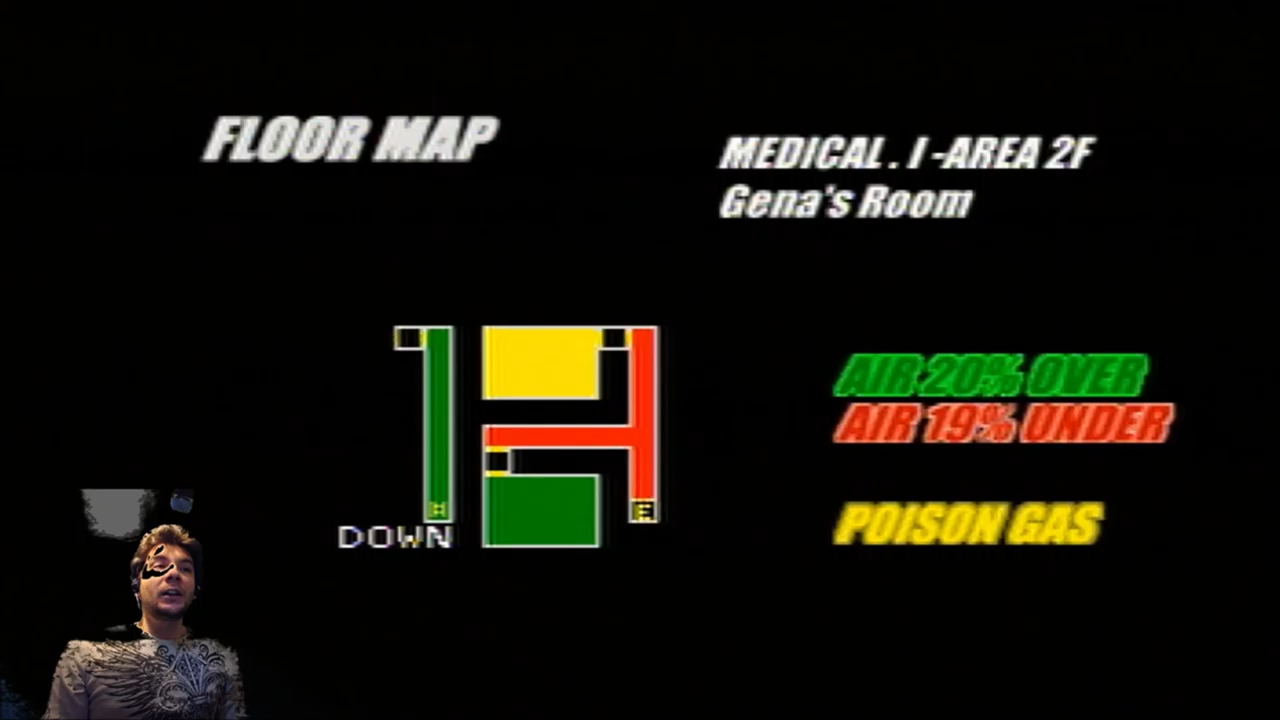 FLOOR MAP
MEDICAL . I -AREA 2F
Gena's Room
AIR 20% OVER
AIR 19% UNDER
DOWN
POISON GAS